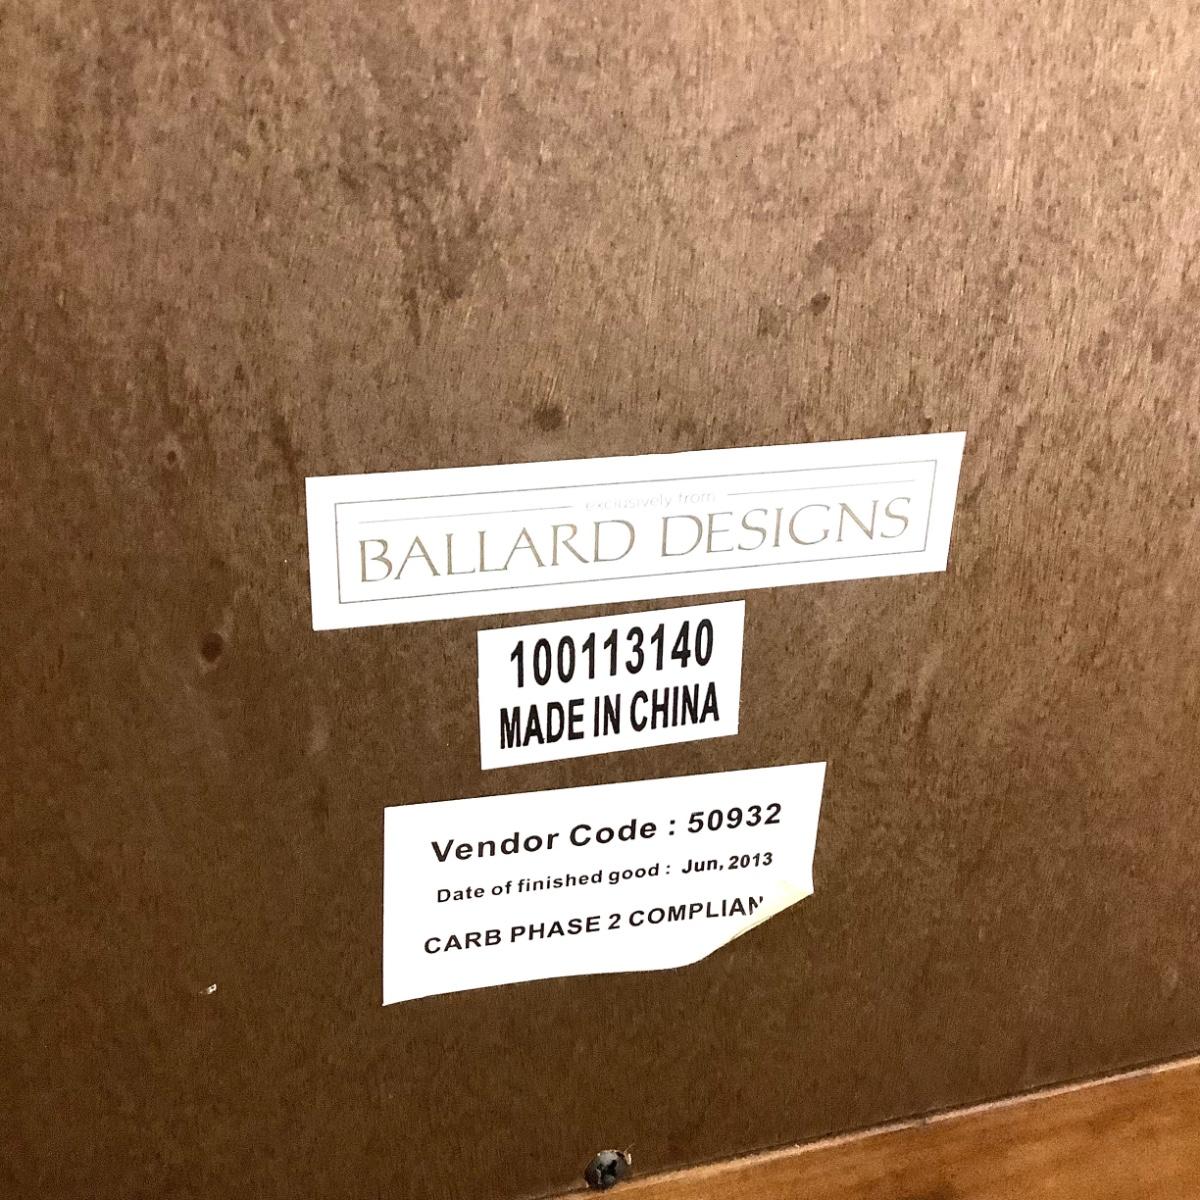 exclusively from
BALLARD DESIGNS
100113140
MADE IN CHINA
Vendor Code : 50932
Date of finished good : Jun, 2013
CARB PHASE 2 COMPLIAN